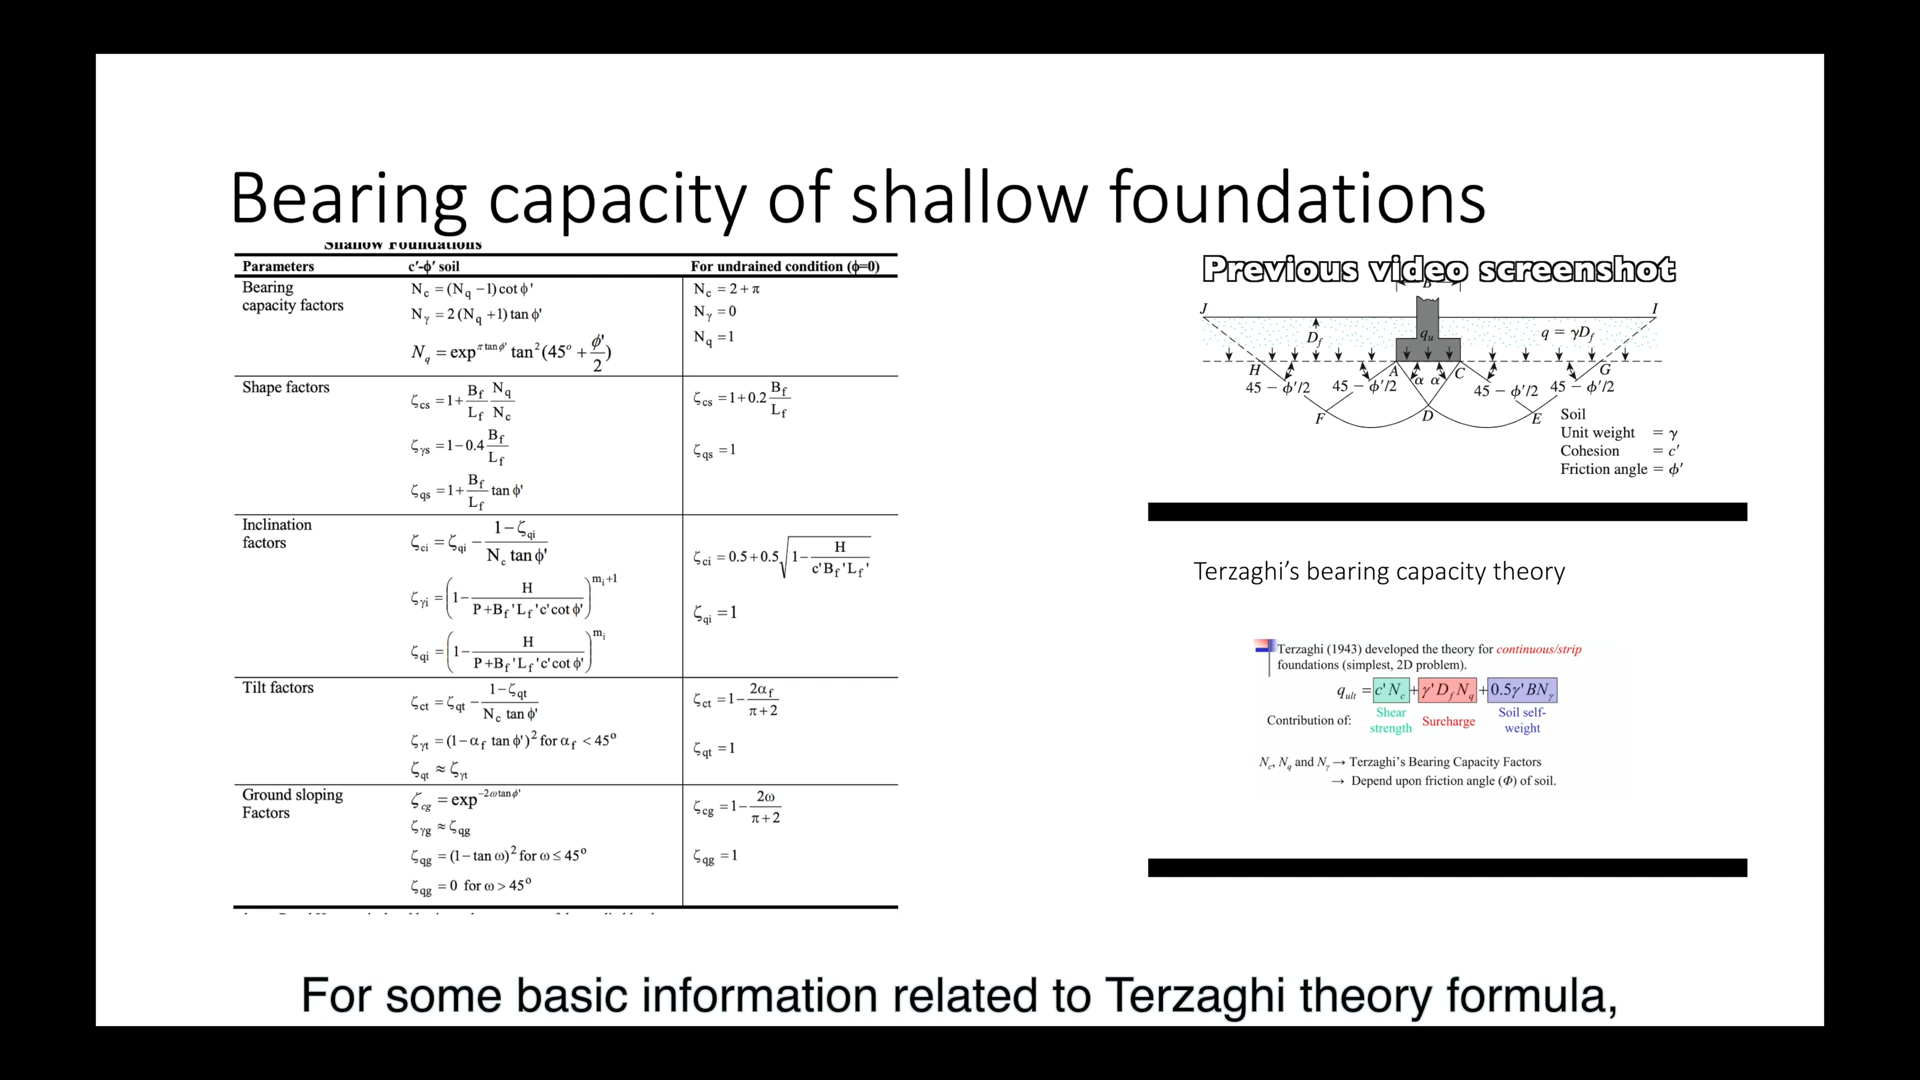 Bearing capacity of shallow foundations
Shallow Foundations
Parameters c′-ϕ′ soil For undrained condition (ϕ=0)
Bearing capacity factors
N_c = (N_q − 1) cot ϕ'
N_γ = 2 (N_q + 1) tan ϕ'
N_q = exp^{π tan ϕ'} tan²(45° + ϕ'/2)
N_c = 2 + π
N_γ = 0
N_q = 1
Shape factors
ζ_cs = 1 + B_f/L_f N_q/N_c
ζ_γs = 1 − 0.4 B_f/L_f
ζ_qs = 1 + B_f/L_f tan ϕ'
ζ_cs = 1 + 0.2 B_f/L_f
ζ_qs = 1
Inclination factors
ζ_ci = ζ_qi − (1 − ζ_qi)/(N_c tan ϕ')
ζ_γi = (1 − H/(P + B_f' L_f' c' cot ϕ'))^{m_i+1}
ζ_qi = (1 − H/(P + B_f' L_f' c' cot ϕ'))^{m_i}
ζ_ci = 0.5 + 0.5 √(1 − H/(c' B_f' L_f'))
ζ_qi = 1
Tilt factors
ζ_ct = ζ_qt − (1 − ζ_qt)/(N_c tan ϕ')
ζ_γt = (1 − α_f tan ϕ')² for α_f < 45°
ζ_qt ≈ ζ_γt
ζ_ct = 1 − 2α_f/(π + 2)
ζ_qt = 1
Ground sloping Factors
ζ_cg = exp^{−2ω tan ϕ'}
ζ_γg ≈ ζ_qg
ζ_qg = (1 − tan ω)² for ω ≤ 45°
ζ_qg = 0 for ω > 45°
ζ_cg = 1 − 2ω/(π + 2)
ζ_qg = 1
Previous video screenshot
B
J I
D_f q_u q = γD_f
H A C G
45 − ϕ′/2 45 − ϕ′/2 α α 45 − ϕ′/2 45 − ϕ′/2
F D E
Soil
Unit weight = γ
Cohesion = c′
Friction angle = ϕ′
Terzaghi’s bearing capacity theory
Terzaghi (1943) developed the theory for continuous/strip
foundations (simplest, 2D problem).
q_ult = c' N_c + γ' D_f N_q + 0.5γ' BN_γ
Contribution of: Shear strength Surcharge Soil self-weight
N_c, N_q and N_γ → Terzaghi’s Bearing Capacity Factors
→ Depend upon friction angle (Φ) of soil.
For some basic information related to Terzaghi theory formula,